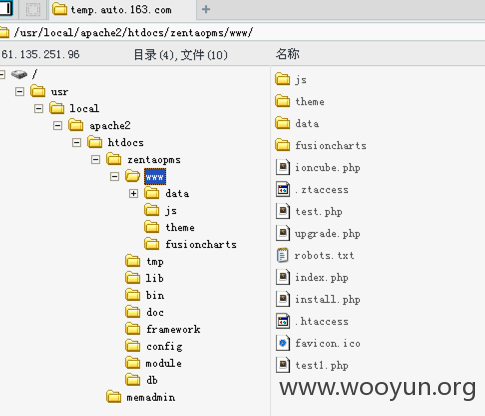 temp.auto.163.com
/usr/local/apache2/htdocs/zentaopms/www/
61.135.251.96
目录(4),文件(10)
名称
/
usr
local
apache2
htdocs
zentaopms
www
data
js
theme
fusioncharts
tmp
lib
bin
doc
framework
config
module
db
memadmin
js
theme
data
fusioncharts
ioncube.php
.ztaccess
test.php
upgrade.php
robots.txt
index.php
install.php
.htaccess
favicon.ico
test1.php
www.wooyun.org